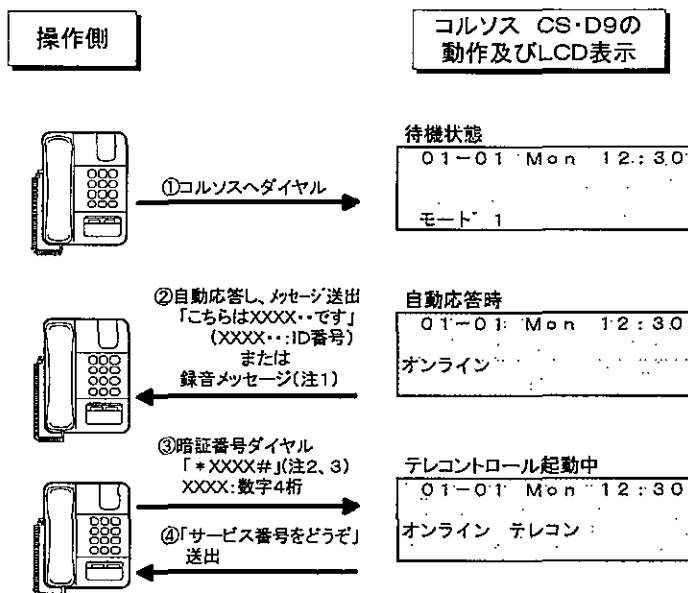 操作側
コルソス CS・D9の
動作及びLCD表示
待機状態
01-01 Mon 12:30
モード 1
①コルソスへダイヤル
②自動応答し、メッセージ送出
「こちらはXXXX・・です」
(XXXX・・:ID番号)
または
録音メッセージ(注1)
自動応答時
01-01 Mon 12:30
オンライン
③暗証番号ダイヤル
「*XXXX#」(注2、3)
XXXX:数字4桁
④「サービス番号をどうぞ」
送出
テレコントロール起動中
01-01 Mon 12:30
オンライン テレコン